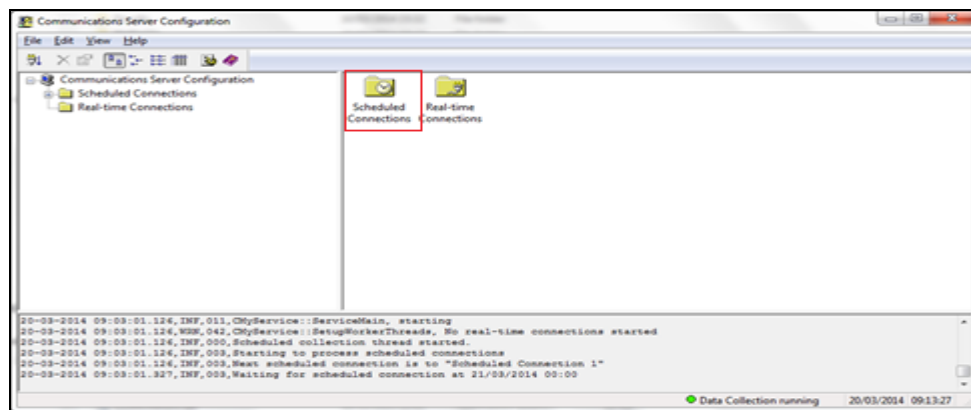 Communications Server Configuration
File Edit View Help
Communications Server Configuration
Scheduled Connections
Real-time Connections
Scheduled Connections
Real-time Connections
20-03-2014 09:03:01.126,INF,011,CMyService::ServiceMain, starting
20-03-2014 09:03:01.126,WRN,042,CMyService::SetupWorkerThreads, No real-time connections started
20-03-2014 09:03:01.126,INF,000,Scheduled collection thread started.
20-03-2014 09:03:01.126,INF,003,Starting to process scheduled connections
20-03-2014 09:03:01.126,INF,003,Next scheduled connection is to "Scheduled Connection 1"
20-03-2014 09:03:01.327,INF,003,Waiting for scheduled connection at 21/03/2014 00:00
Data Collection running 20/03/2014 09:13:27